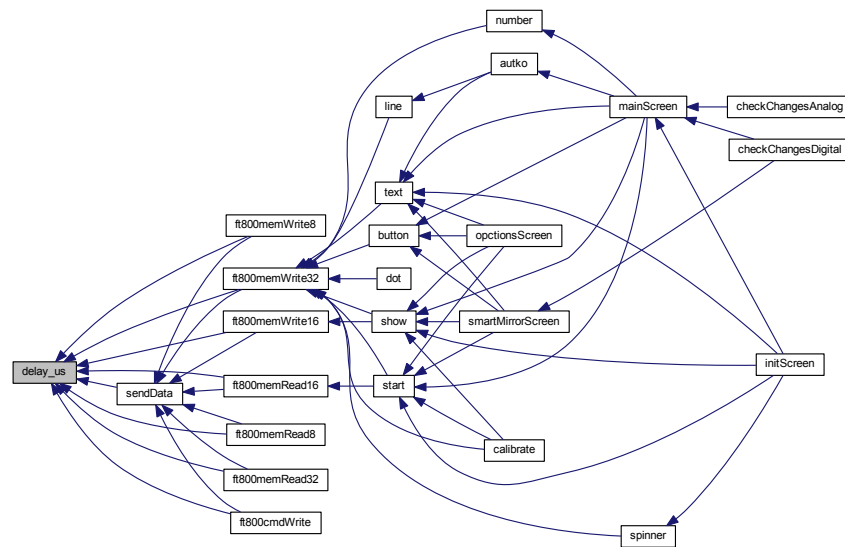 number
autko
line
mainScreen
checkChangesAnalog
checkChangesDigital
text
ft800memWrite8
button
opctionsScreen
ft800memWrite32
dot
ft800memWrite16
show
smartMirrorScreen
delay_us
sendData
ft800memRead16
start
initScreen
ft800memRead8
calibrate
ft800memRead32
ft800cmdWrite
spinner